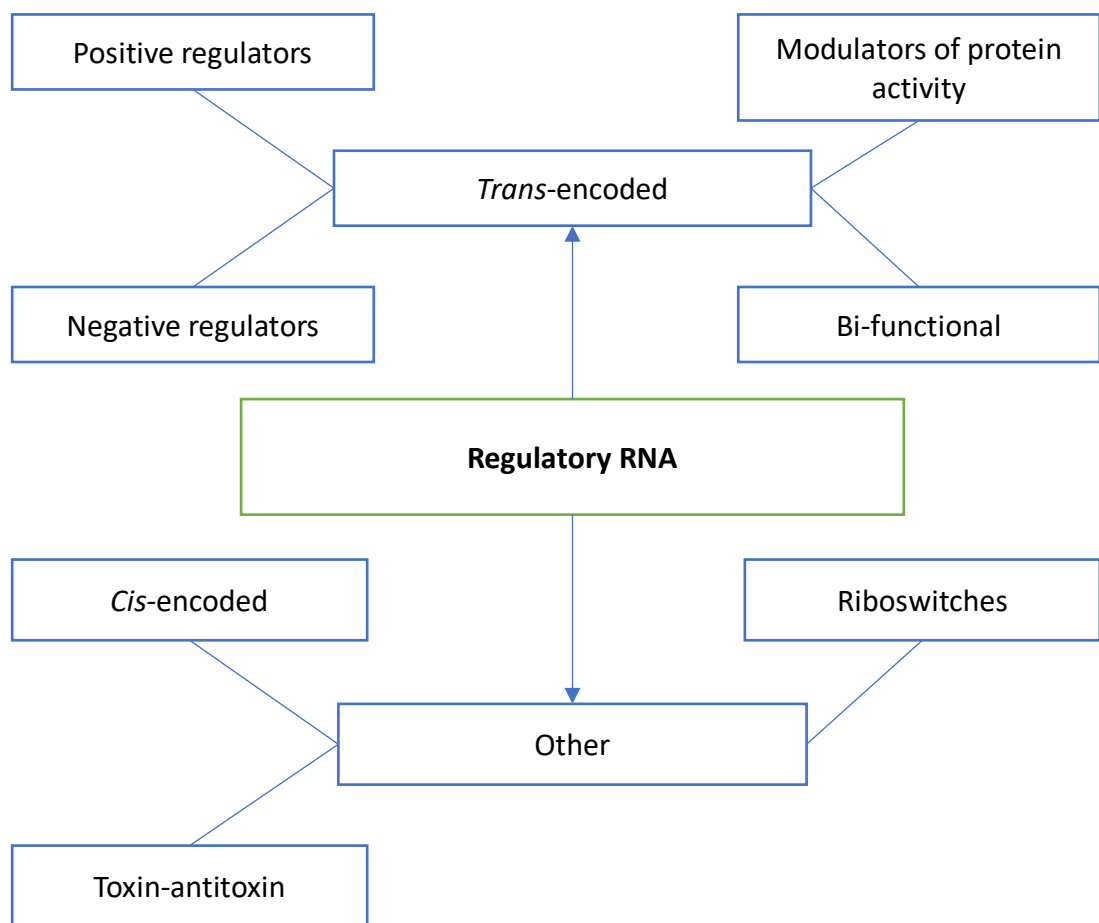 Positive regulators
Modulators of protein
activity
Trans-encoded
Negative regulators
Bi-functional
Regulatory RNA
Cis-encoded
Riboswitches
Other
Toxin-antitoxin